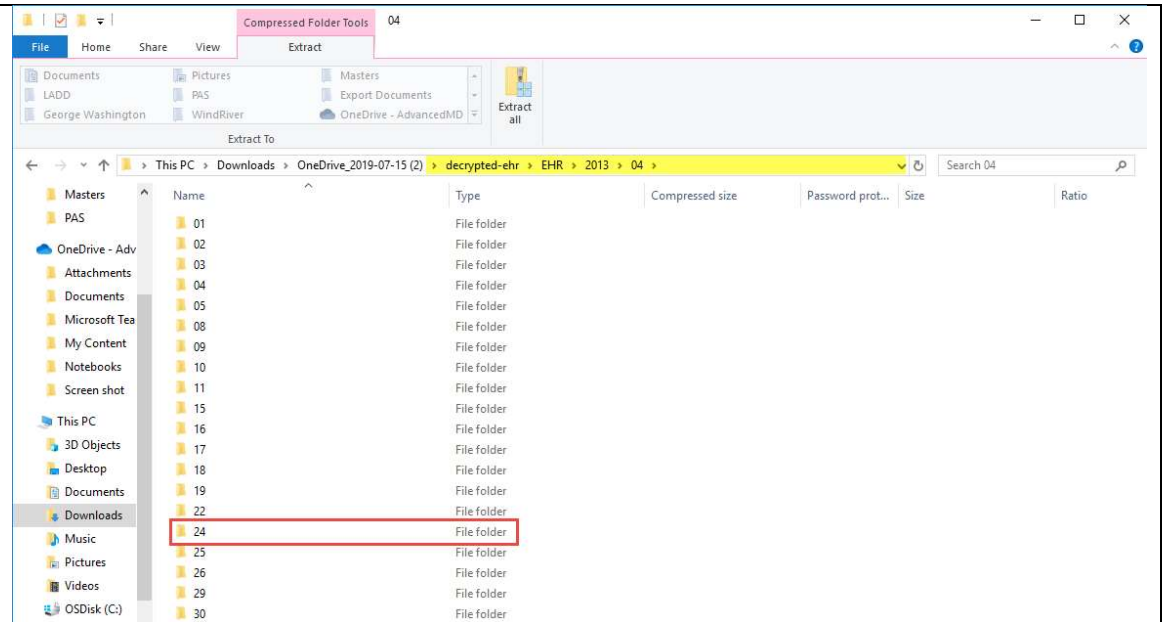 Compressed Folder Tools 04
File Home Share View Extract
Documents Pictures Masters
LADD PAS Export Documents
George Washington WindRiver OneDrive - AdvancedMD
Extract all
Extract To
This PC > Downloads > OneDrive_2019-07-15 (2) > decrypted-ehr > EHR > 2013 > 04 > Search 04
Name Type Compressed size Password prot... Size Ratio
Masters
PAS
OneDrive - Adv
Attachments
Documents
Microsoft Tea
My Content
Notebooks
Screen shot
This PC
3D Objects
Desktop
Documents
Downloads
Music
Pictures
Videos
OSDisk (C:)
01 File folder
02 File folder
03 File folder
04 File folder
05 File folder
08 File folder
09 File folder
10 File folder
11 File folder
15 File folder
16 File folder
17 File folder
18 File folder
19 File folder
22 File folder
24 File folder
25 File folder
26 File folder
29 File folder
30 File folder